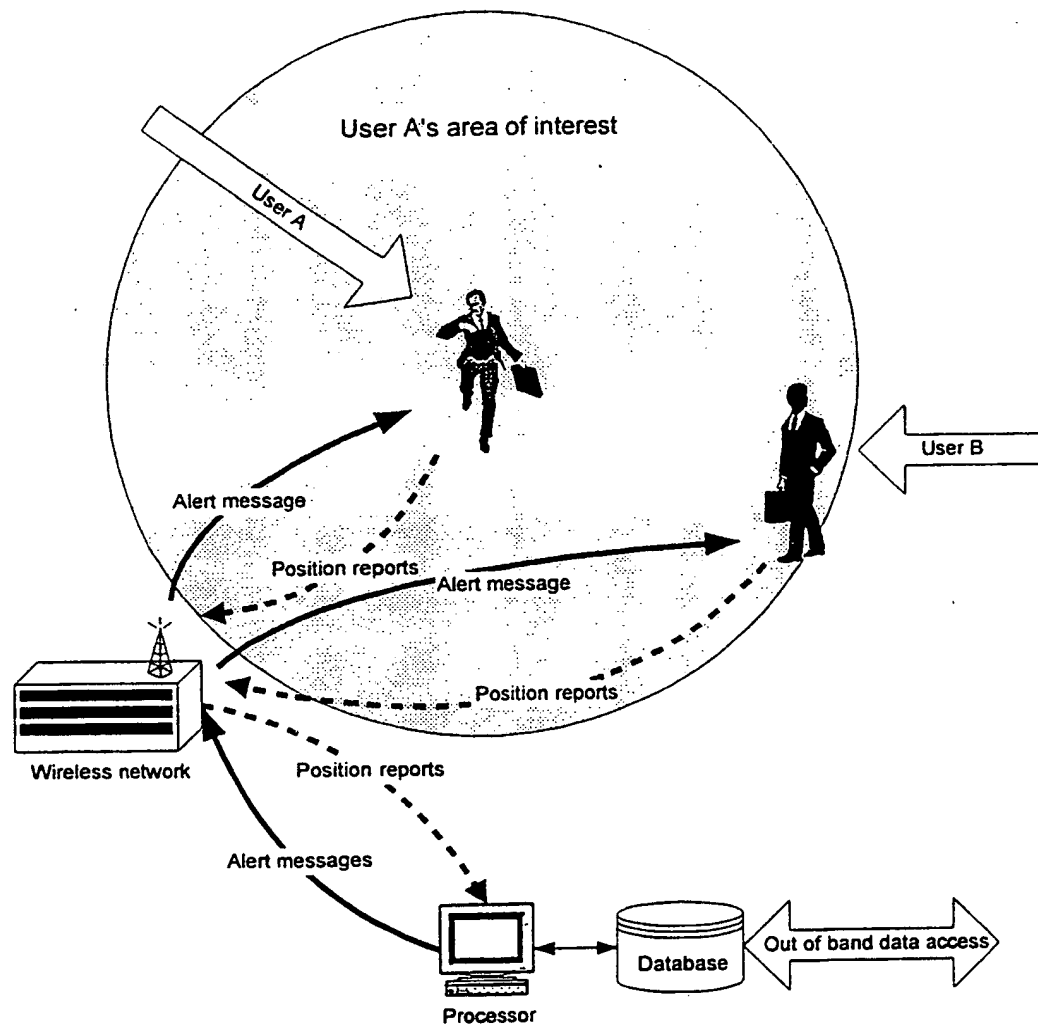 User A's area of interest
User A
User B
Alert message
Position reports
Alert message
Position reports
Wireless network
Position reports
Alert messages
Out of band data access
Database
Processor